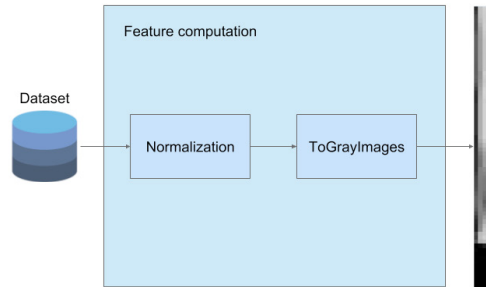 Feature computation
Dataset
Normalization
ToGrayImages